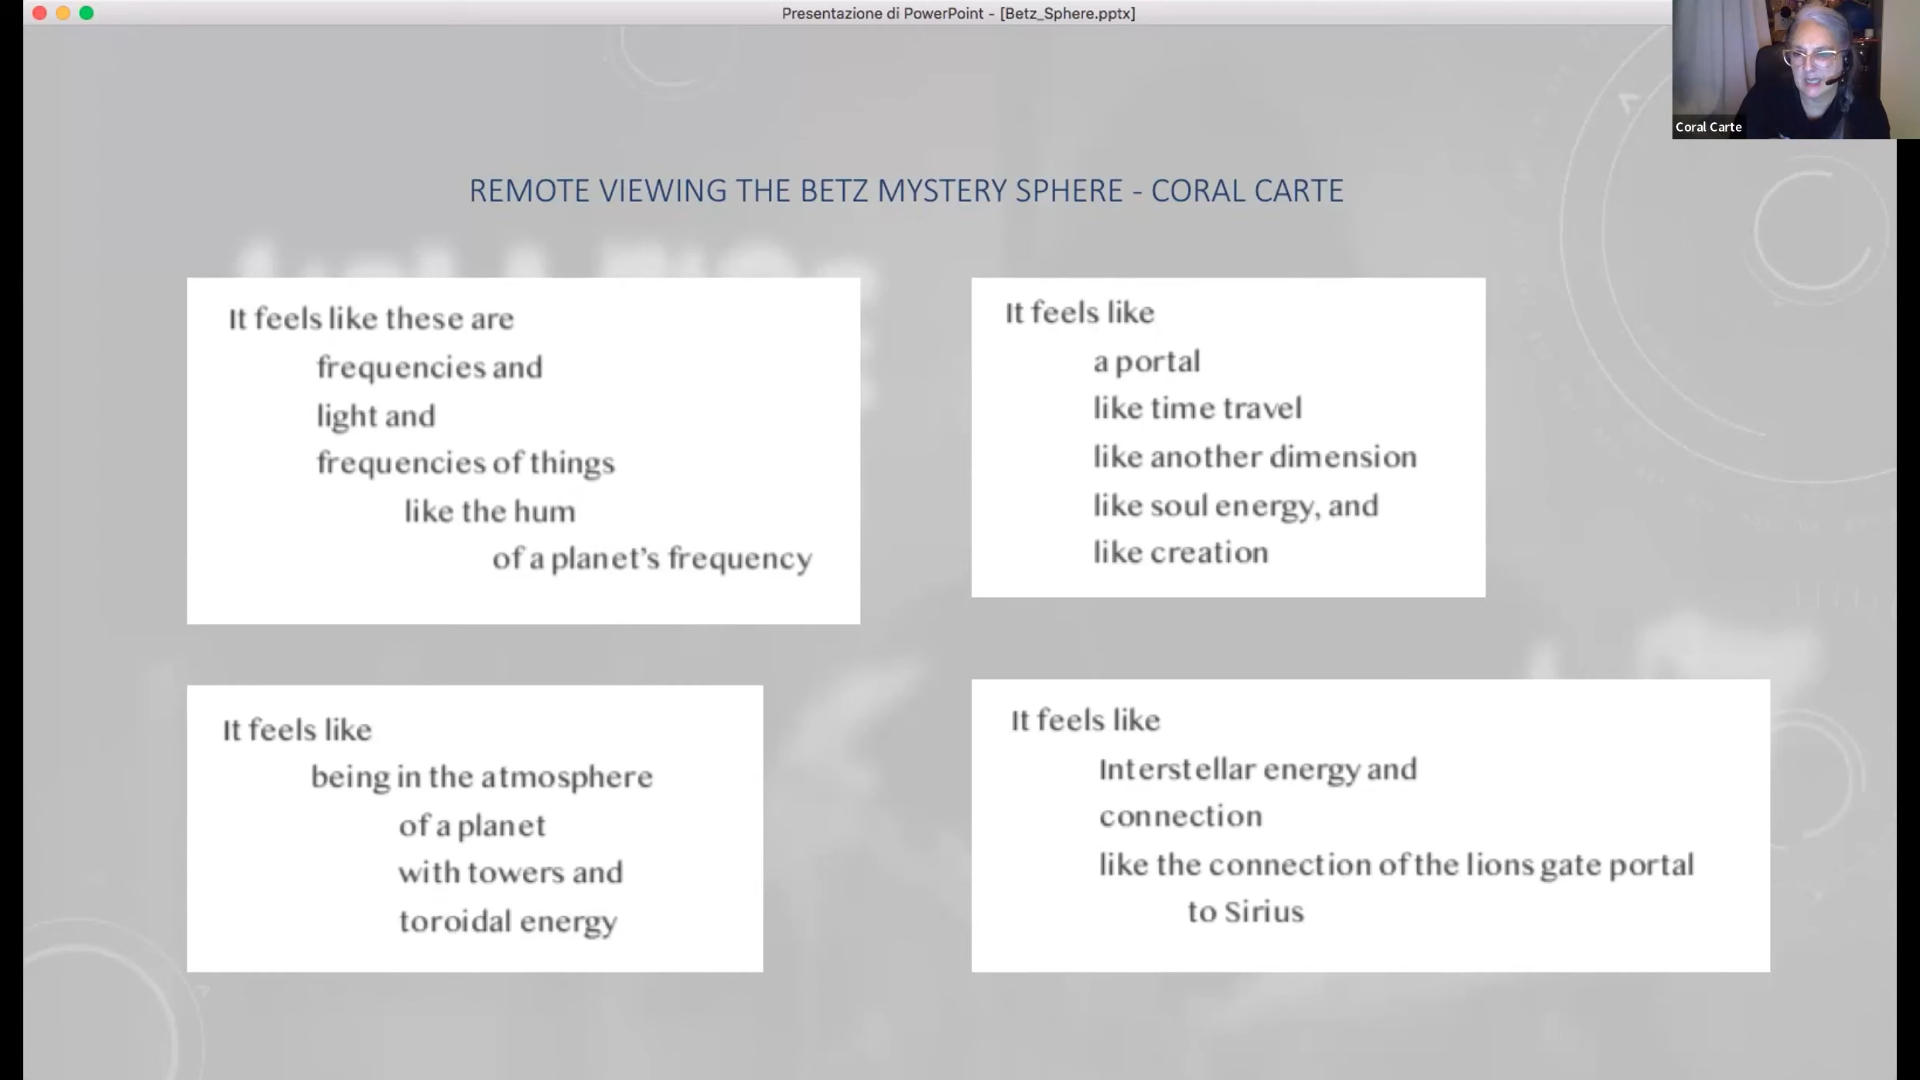 Presentazione di PowerPoint - [Betz_Sphere.pptx]
Coral Carte
REMOTE VIEWING THE BETZ MYSTERY SPHERE - CORAL CARTE
It feels like these are
frequencies and
light and
frequencies of things
like the hum
of a planet's frequency
It feels like
a portal
like time travel
like another dimension
like soul energy, and
like creation
It feels like
being in the atmosphere
of a planet
with towers and
toroidal energy
It feels like
Interstellar energy and
connection
like the connection of the lions gate portal
to Sirius